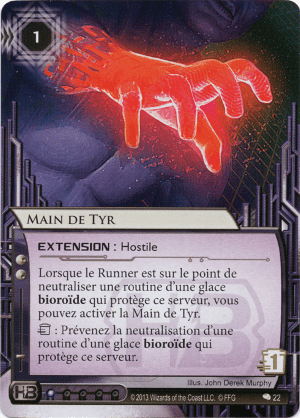 1
MAIN DE TYR
EXTENSION : Hostile
Lorsque le Runner est sur le point de
neutraliser une routine d'une glace
bioroïde qui protège ce serveur, vous
pouvez activer la Main de Tyr.
: Prévenez la neutralisation d'une
routine d'une glace bioroïde qui
protège ce serveur.
1
Illus. John Derek Murphy
HB
© 2013 Wizards of the Coast LLC. © FFG
22